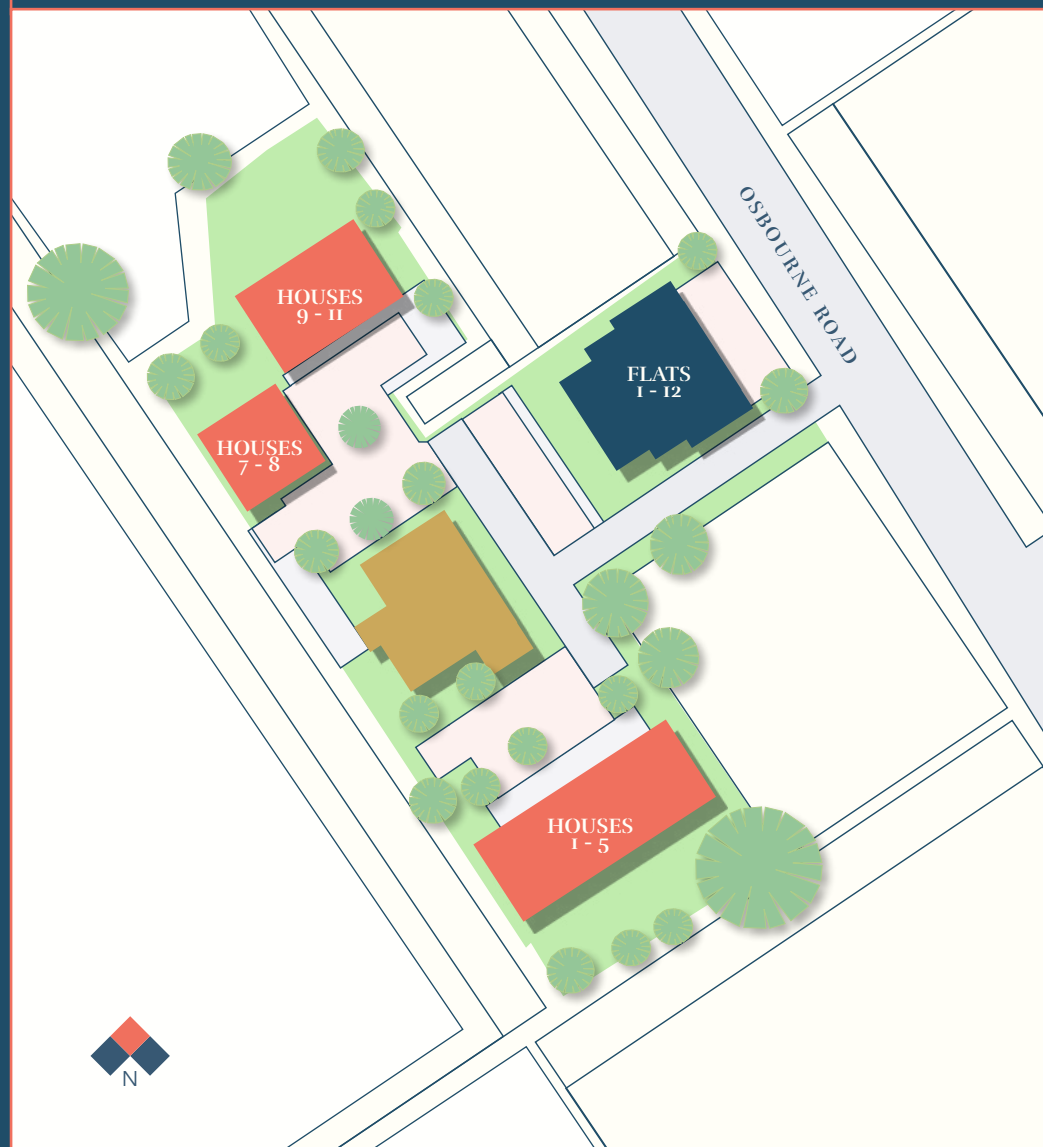 OSBOURNE ROAD
HOUSES
9 - 11
FLATS
1 - 12
HOUSES
7 - 8
HOUSES
1 - 5
N